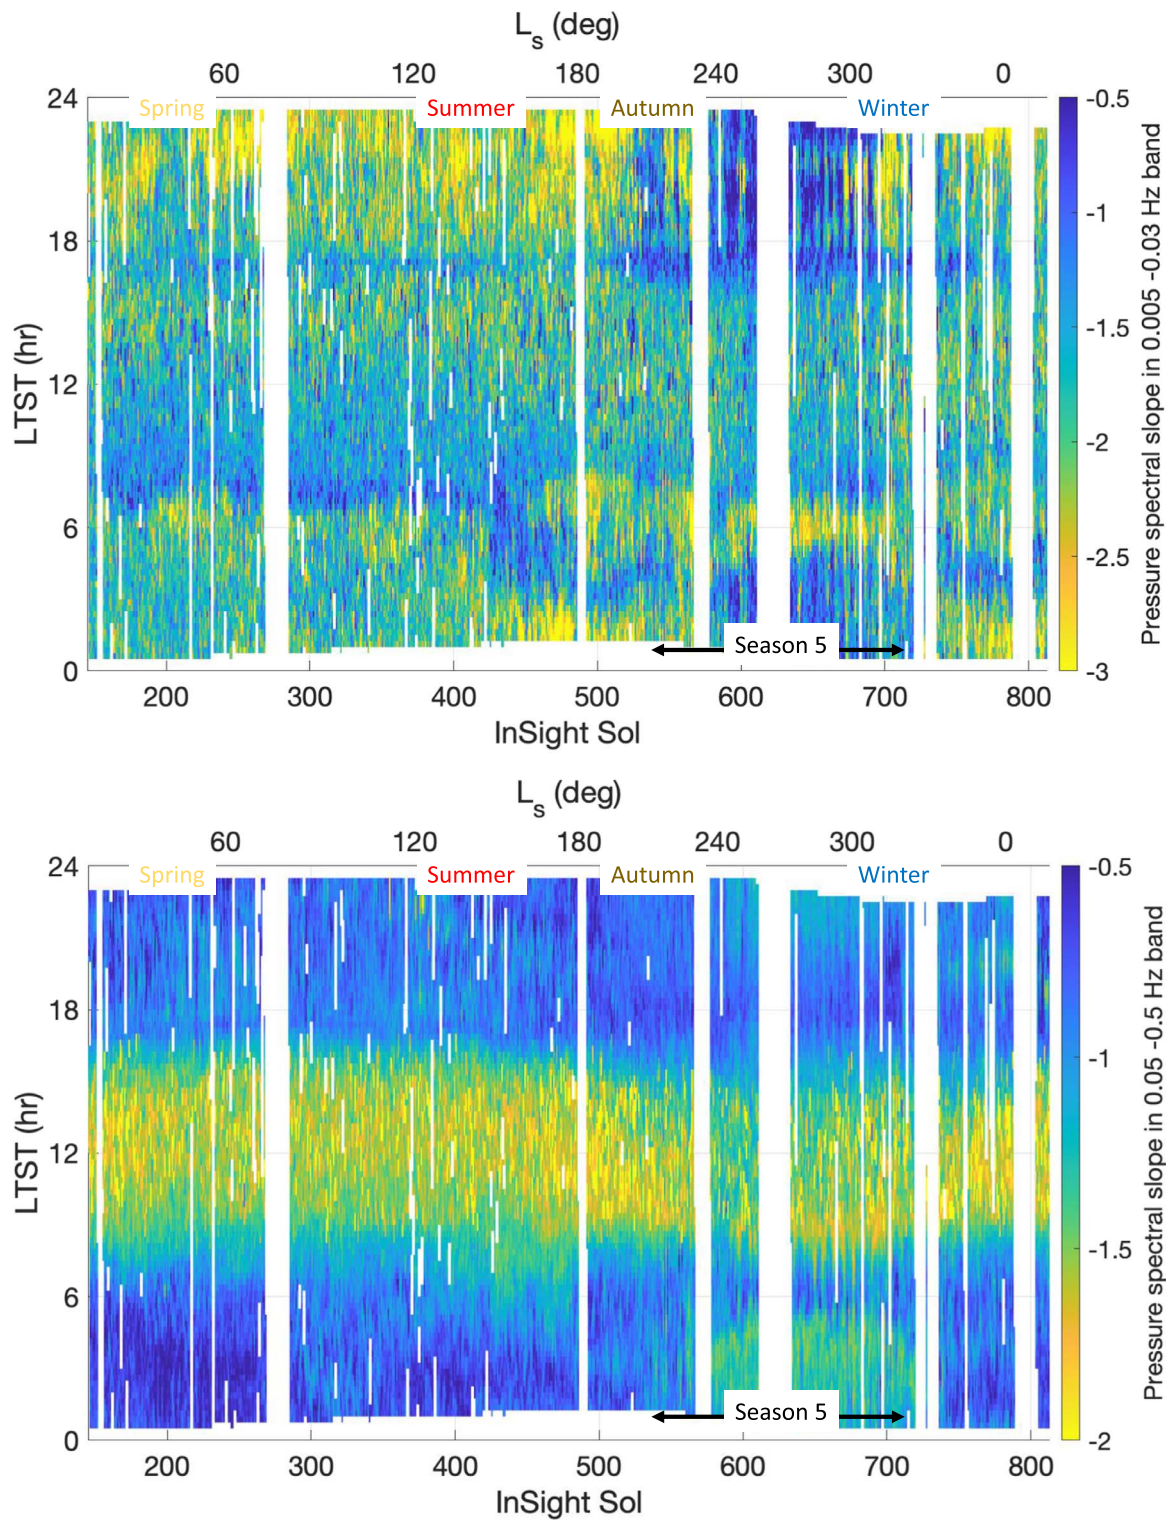 Ls (deg)
60 120 180 240 300 0
24 Spring Summer Autumn Winter -0.5
-1
18
-1.5
12
-2
6
-2.5
Season 5
0 -3
200 300 400 500 600 700 800
InSight Sol
LTST (hr)
Pressure spectral slope in 0.005 -0.03 Hz band
Ls (deg)
60 120 180 240 300 0
24 Spring Summer Autumn Winter -0.5
18
-1
12
-1.5
6
Season 5
0 -2
200 300 400 500 600 700 800
InSight Sol
LTST (hr)
Pressure spectral slope in 0.05 -0.5 Hz band